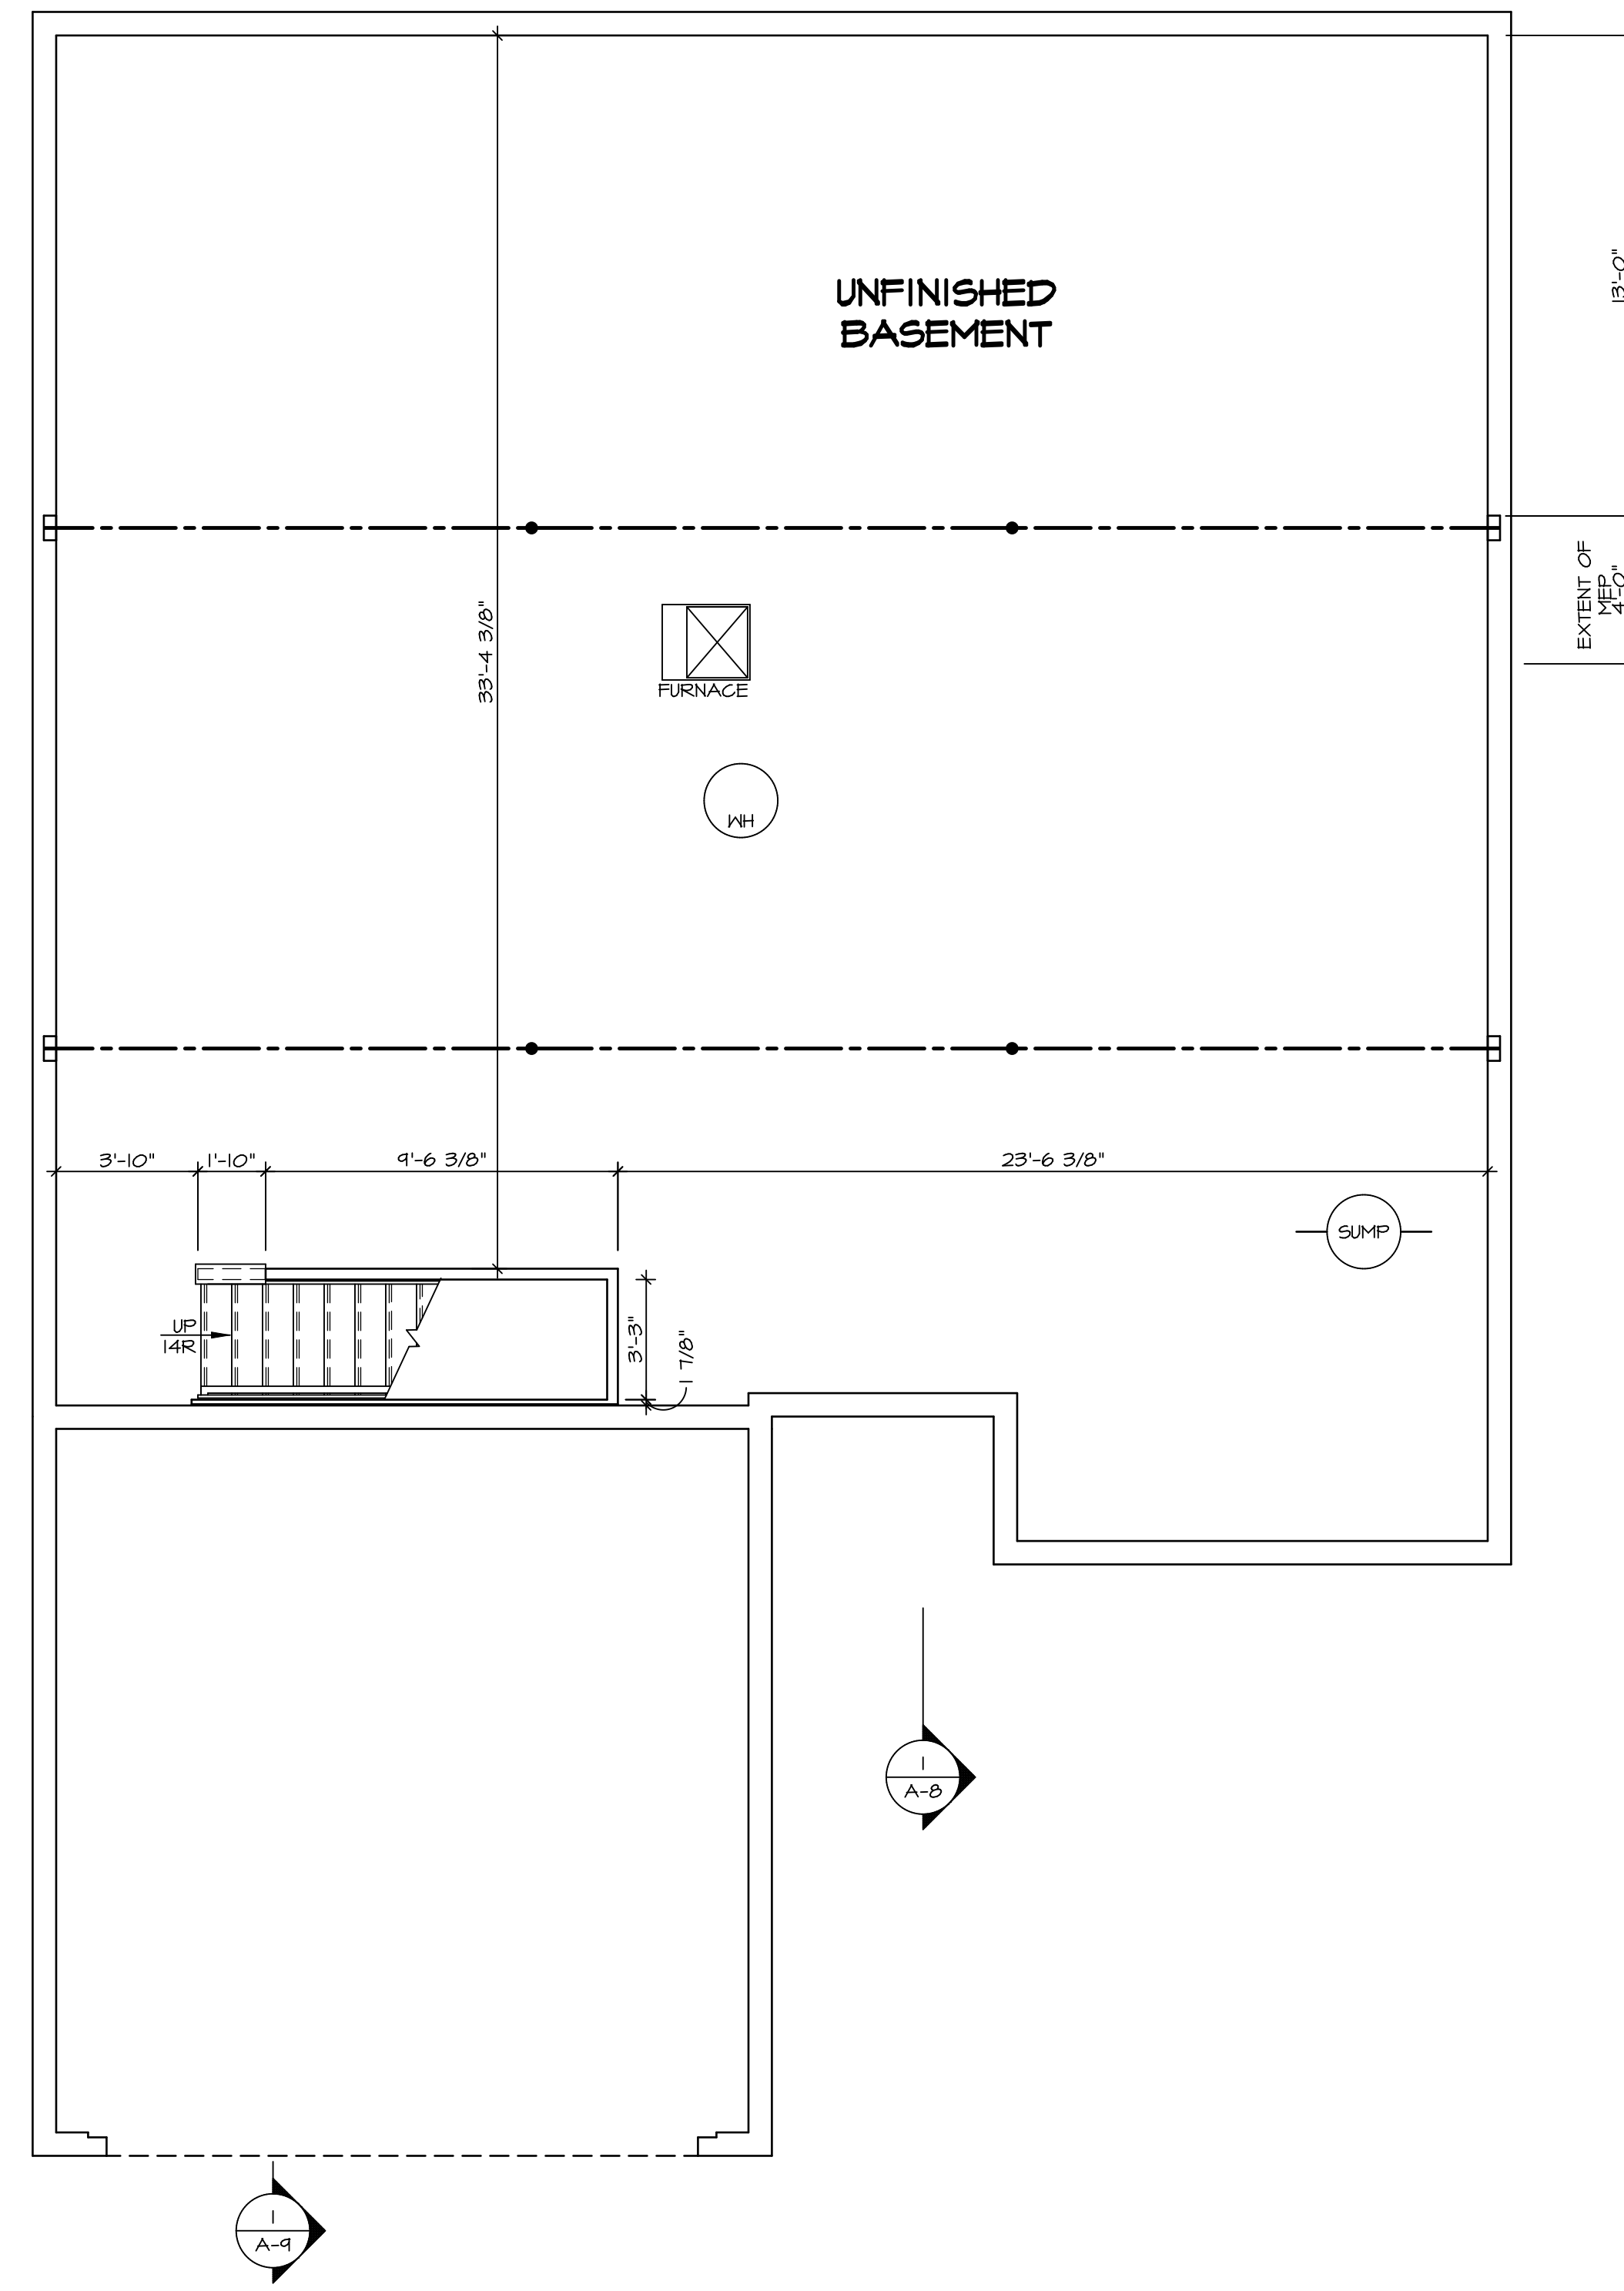 UNFINISHED
BASEMENT
13'-0"
EXTENT OF
MEP
4'-0"
33'-4 3/8"
FURNACE
WH
3'-10"
1'-10"
9'-6 3/8"
23'-6 3/8"
SUMP
UP
14R
3'-3"
1 7/8"
1
A-8
1
A-9